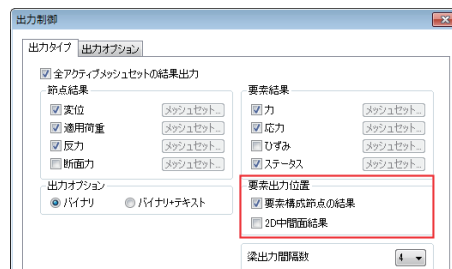 出力制御
出力タイプ 出力オプション
全アクティブメッシュセットの結果出力
節点結果
変位 メッシュセット...
適用荷重 メッシュセット...
反力 メッシュセット...
断面力 メッシュセット...
要素結果
力 メッシュセット...
応力 メッシュセット...
ひずみ メッシュセット...
ステータス メッシュセット...
出力オプション
バイナリ バイナリ+テキスト
要素出力位置
要素構成節点の結果
2D中間面結果
梁出力間隔数 4